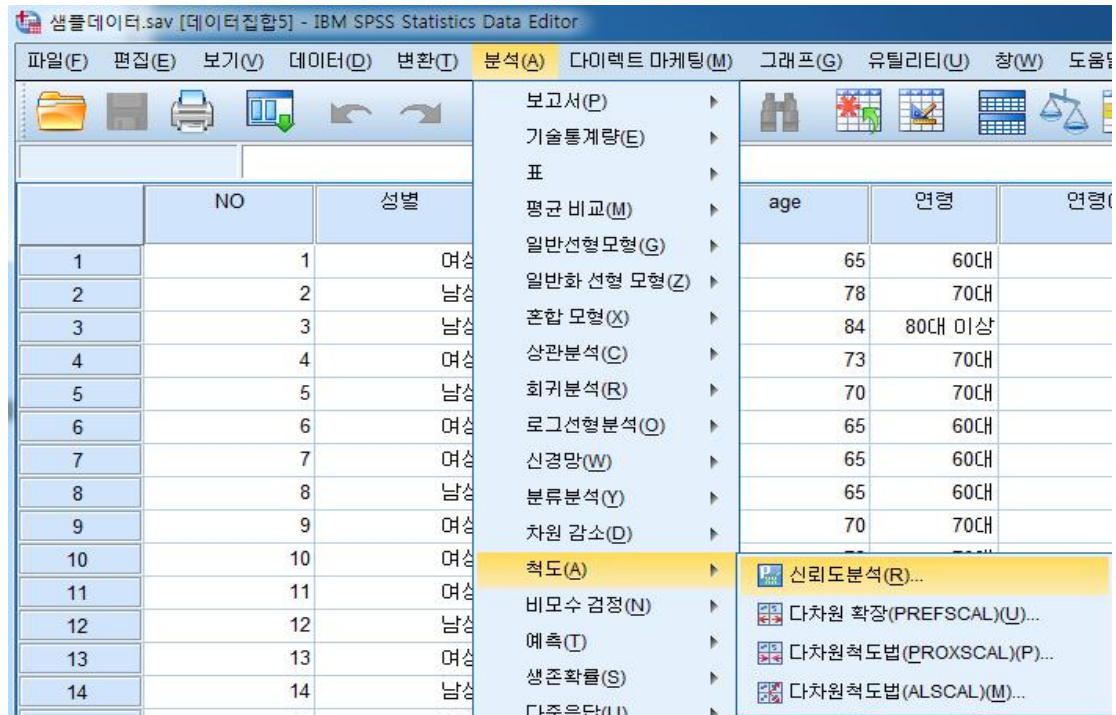 샘플데이터.sav [데이터집합5] - IBM SPSS Statistics Data Editor
파일(F) 편집(E) 보기(V) 데이터(D) 변환(T) 분석(A) 다이렉트 마케팅(M) 그래프(G) 유틸리티(U) 창(W)
보고서(P)
기술통계량(E)
표
평균 비교(M)
일반선형모형(G)
일반화 선형 모형(Z)
혼합 모형(X)
상관분석(C)
회귀분석(R)
로그선형분석(O)
신경망(W)
분류분석(Y)
차원 감소(D)
척도(A)
비모수 검정(N)
예측(T)
생존확률(S)
다중응답(U)
신뢰도분석(R)...
다차원 확장(PREFSCAL)(U)...
다차원척도법(PROXSCAL)(P)...
다차원척도법(ALSCAL)(M)...
NO 성별 age 연령
1 1 65 60대
2 2 78 70대
3 3 84 80대 이상
4 4 73 70대
5 5 70 70대
6 6 65 60대
7 7 65 60대
8 8 65 60대
9 9 70 70대
10 10
11 11
12 12
13 13
14 14